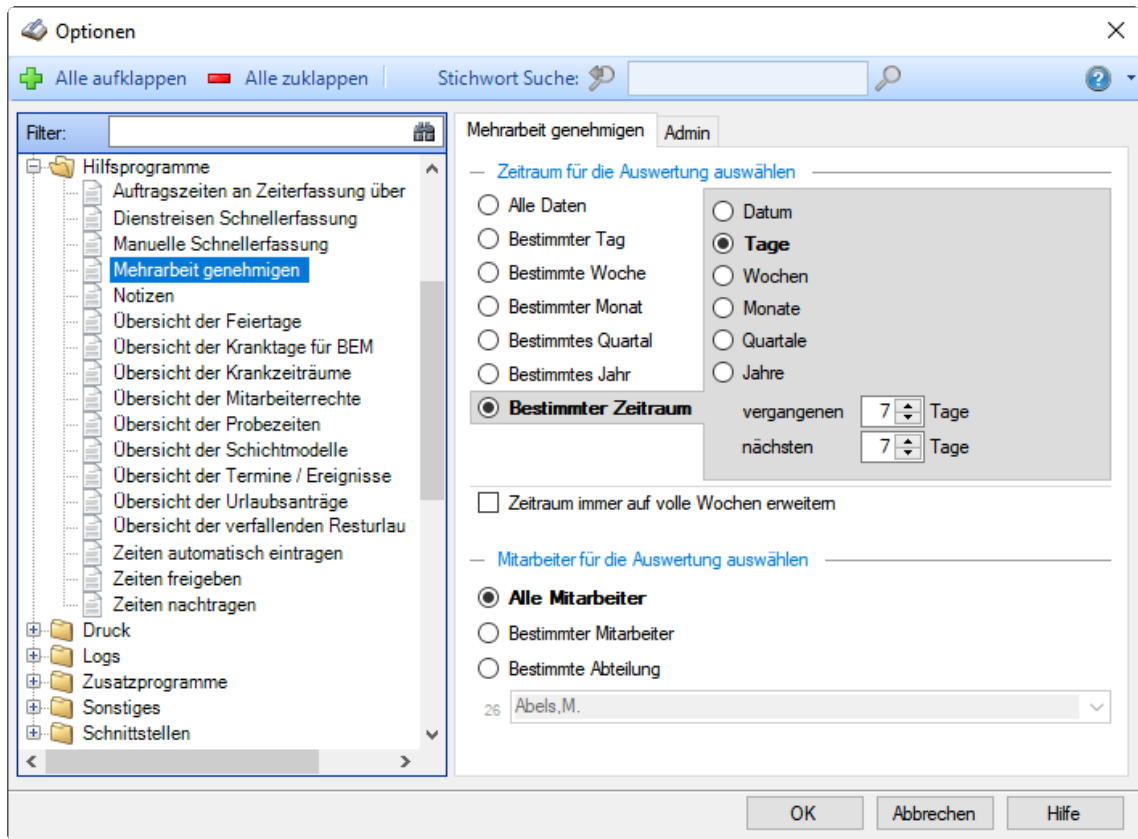 Optionen
Alle aufklappen Alle zuklappen Stichwort Suche:
Filter:
Hilfsprogramme
Auftragszeiten an Zeiterfassung über
Dienstreisen Schnellerfassung
Manuelle Schnellerfassung
Mehrarbeit genehmigen
Notizen
Übersicht der Feiertage
Übersicht der Kranktage für BEM
Übersicht der Krankzeiträume
Übersicht der Mitarbeiterrechte
Übersicht der Probezeiten
Übersicht der Schichtmodelle
Übersicht der Termine / Ereignisse
Übersicht der Urlaubsanträge
Übersicht der verfallenden Resturlau
Zeiten automatisch eintragen
Zeiten freigeben
Zeiten nachtragen
Druck
Logs
Zusatzprogramme
Sonstiges
Schnittstellen
Mehrarbeit genehmigen Admin
Zeitraum für die Auswertung auswählen
Alle Daten
Bestimmter Tag
Bestimmte Woche
Bestimmter Monat
Bestimmtes Quartal
Bestimmtes Jahr
Bestimmter Zeitraum
Datum
Tage
Wochen
Monate
Quartale
Jahre
vergangenen 7 Tage
nächsten 7 Tage
Zeitraum immer auf volle Wochen erweitern
Mitarbeiter für die Auswertung auswählen
Alle Mitarbeiter
Bestimmter Mitarbeiter
Bestimmte Abteilung
26 Abels,M.
OK Abbrechen Hilfe